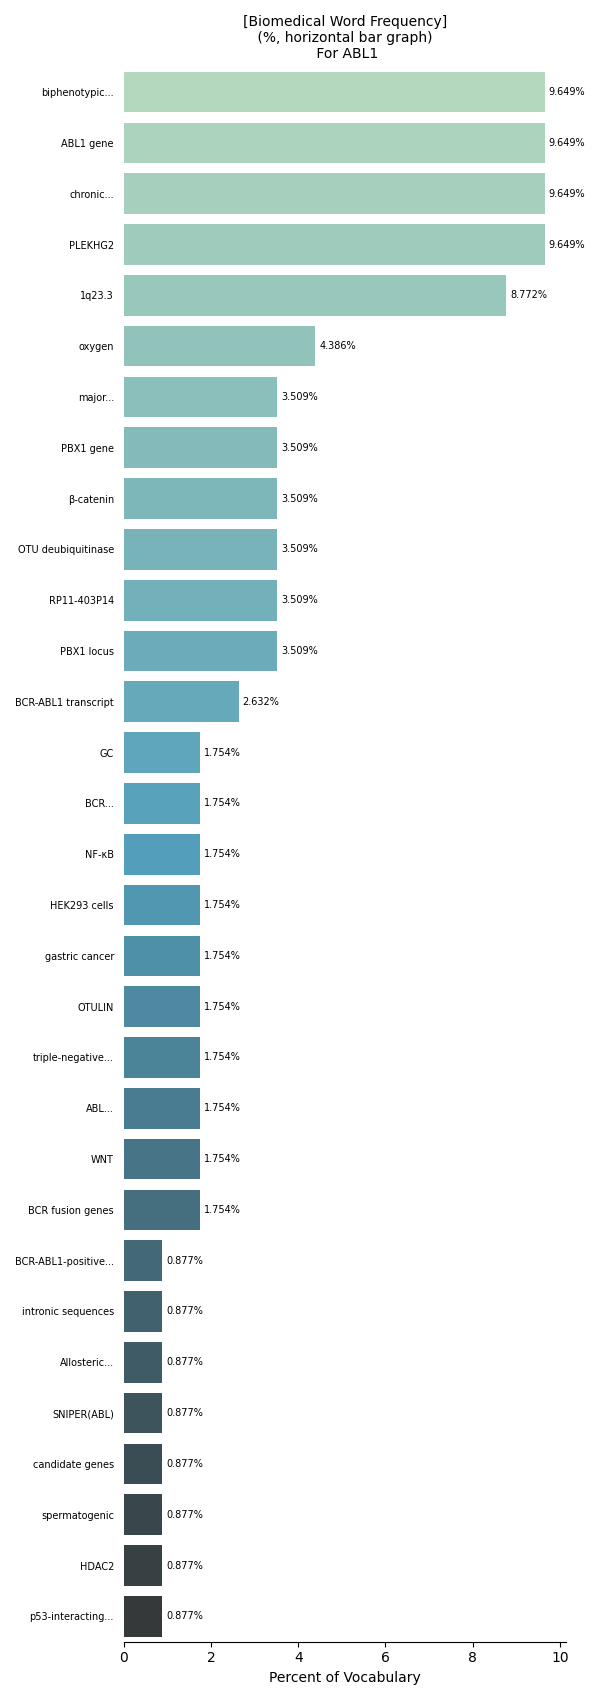 [Biomedical Word Frequency]
(%, horizontal bar graph)
For ABL1
biphenotypic... 9.649%
ABL1 gene 9.649%
chronic... 9.649%
PLEKHG2 9.649%
1q23.3 8.772%
oxygen 4.386%
major... 3.509%
PBX1 gene 3.509%
β-catenin 3.509%
OTU deubiquitinase 3.509%
RP11-403P14 3.509%
PBX1 locus 3.509%
BCR-ABL1 transcript 2.632%
GC 1.754%
BCR... 1.754%
NF-κB 1.754%
HEK293 cells 1.754%
gastric cancer 1.754%
OTULIN 1.754%
triple-negative... 1.754%
ABL... 1.754%
WNT 1.754%
BCR fusion genes 1.754%
BCR-ABL1-positive... 0.877%
intronic sequences 0.877%
Allosteric... 0.877%
SNIPER(ABL) 0.877%
candidate genes 0.877%
spermatogenic 0.877%
HDAC2 0.877%
p53-interacting... 0.877%
0 2 4 6 8 10
Percent of Vocabulary